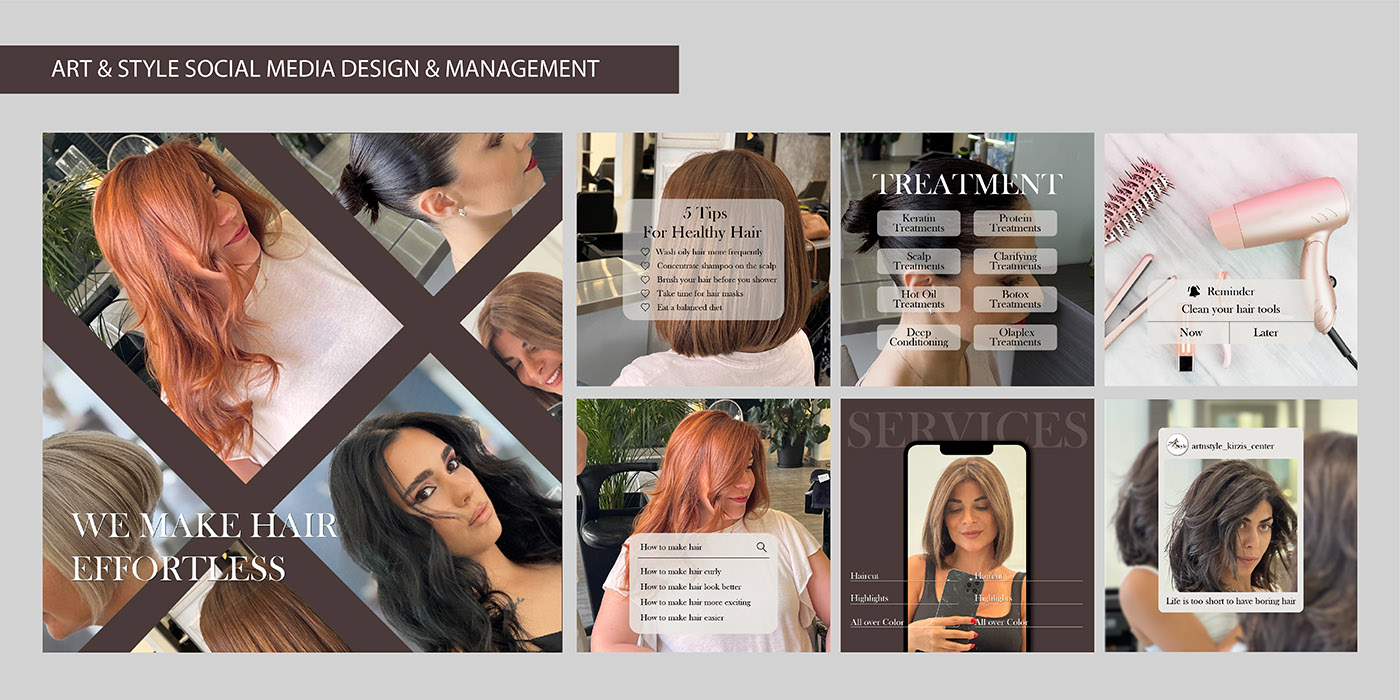 ART & STYLE SOCIAL MEDIA DESIGN & MANAGEMENT
WE MAKE HAIR
EFFORTLESS
5 Tips
For Healthy Hair
Wash oily hair more frequently
Concentrate shampoo on the scalp
Brush your hair before you shower
Take time for hair masks
Eat a balanced diet
TREATMENT
Keratin
Treatments
Protein
Treatments
Scalp
Treatments
Clarifying
Treatments
Hot Oil
Treatments
Botox
Treatments
Deep
Conditioning
Olaplex
Treatments
Reminder
Clean your hair tools
Now
Later
How to make hair
How to make hair curly
How to make hair look better
How to make hair more exciting
How to make hair easier
SERVICES
Haircut
Haircut
Highlights
Highlights
All over Color
All over Color
artnstyle_kirzis_center
Life is too short to have boring hair